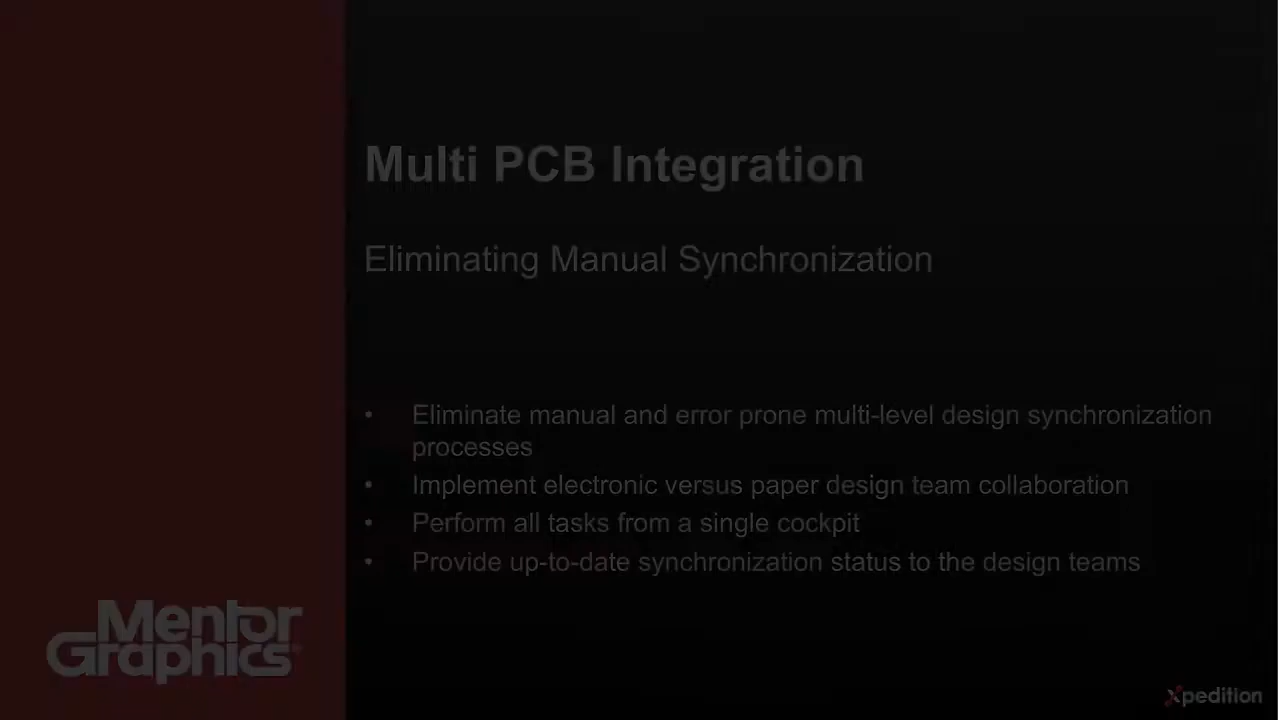 Multi PCB Integration
Eliminating Manual Synchronization
• Eliminate manual and error prone multi-level design synchronization
processes
• Implement electronic versus paper design team collaboration
• Perform all tasks from a single cockpit
• Provide up-to-date synchronization status to the design teams
Mentor
Graphics
Xpedition